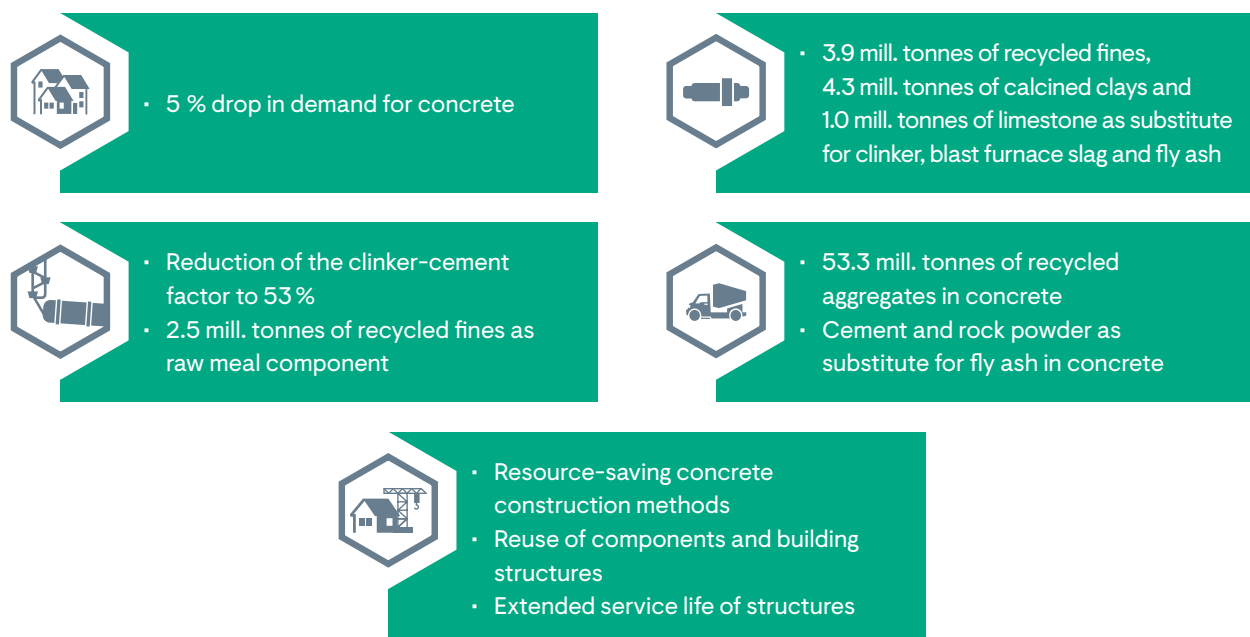 · 5 % drop in demand for concrete
· 3.9 mill. tonnes of recycled fines,
4.3 mill. tonnes of calcined clays and
1.0 mill. tonnes of limestone as substitute
for clinker, blast furnace slag and fly ash
· Reduction of the clinker-cement
factor to 53 %
· 2.5 mill. tonnes of recycled fines as
raw meal component
· 53.3 mill. tonnes of recycled
aggregates in concrete
· Cement and rock powder as
substitute for fly ash in concrete
· Resource-saving concrete
construction methods
· Reuse of components and building
structures
· Extended service life of structures